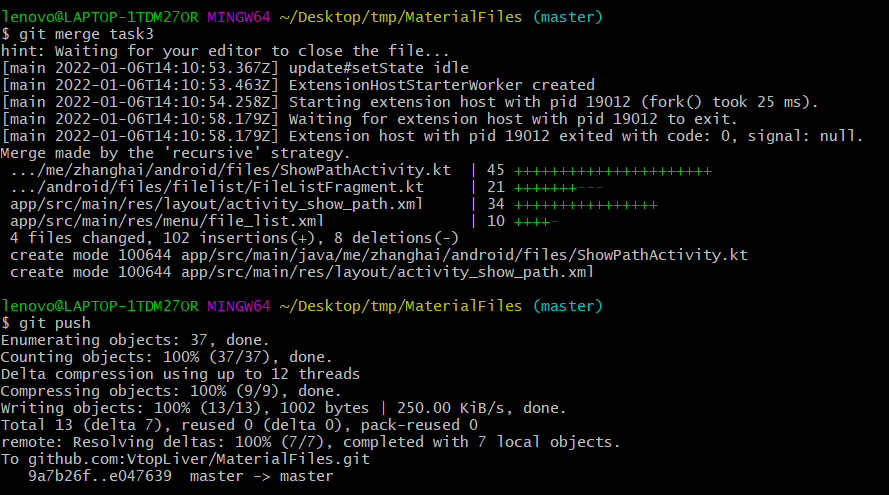 lenovo@LAPTOP-1TDM27OR MINGW64 ~/Desktop/tmp/MaterialFiles (master)
$ git merge task3
hint: Waiting for your editor to close the file...
[main 2022-01-06T14:10:53.367Z] update#setState idle
[main 2022-01-06T14:10:53.463Z] ExtensionHostStarterWorker created
[main 2022-01-06T14:10:54.258Z] Starting extension host with pid 19012 (fork() took 25 ms).
[main 2022-01-06T14:10:58.179Z] Waiting for extension host with pid 19012 to exit.
[main 2022-01-06T14:10:58.179Z] Extension host with pid 19012 exited with code: 0, signal: null.
Merge made by the 'recursive' strategy.
 .../me/zhanghai/android/files/ShowPathActivity.kt  | 45 ++++++++++++++++++++++
 .../android/files/filelist/FileListFragment.kt     | 21 +++++++---
 app/src/main/res/layout/activity_show_path.xml     | 34 ++++++++++++++++
 app/src/main/res/menu/file_list.xml                | 10 ++++-
 4 files changed, 102 insertions(+), 8 deletions(-)
 create mode 100644 app/src/main/java/me/zhanghai/android/files/ShowPathActivity.kt
 create mode 100644 app/src/main/res/layout/activity_show_path.xml
lenovo@LAPTOP-1TDM27OR MINGW64 ~/Desktop/tmp/MaterialFiles (master)
$ git push
Enumerating objects: 37, done.
Counting objects: 100% (37/37), done.
Delta compression using up to 12 threads
Compressing objects: 100% (9/9), done.
Writing objects: 100% (13/13), 1002 bytes | 250.00 KiB/s, done.
Total 13 (delta 7), reused 0 (delta 0), pack-reused 0
remote: Resolving deltas: 100% (7/7), completed with 7 local objects.
To github.com:VtopLiver/MaterialFiles.git
   9a7b26f..e047639  master -> master